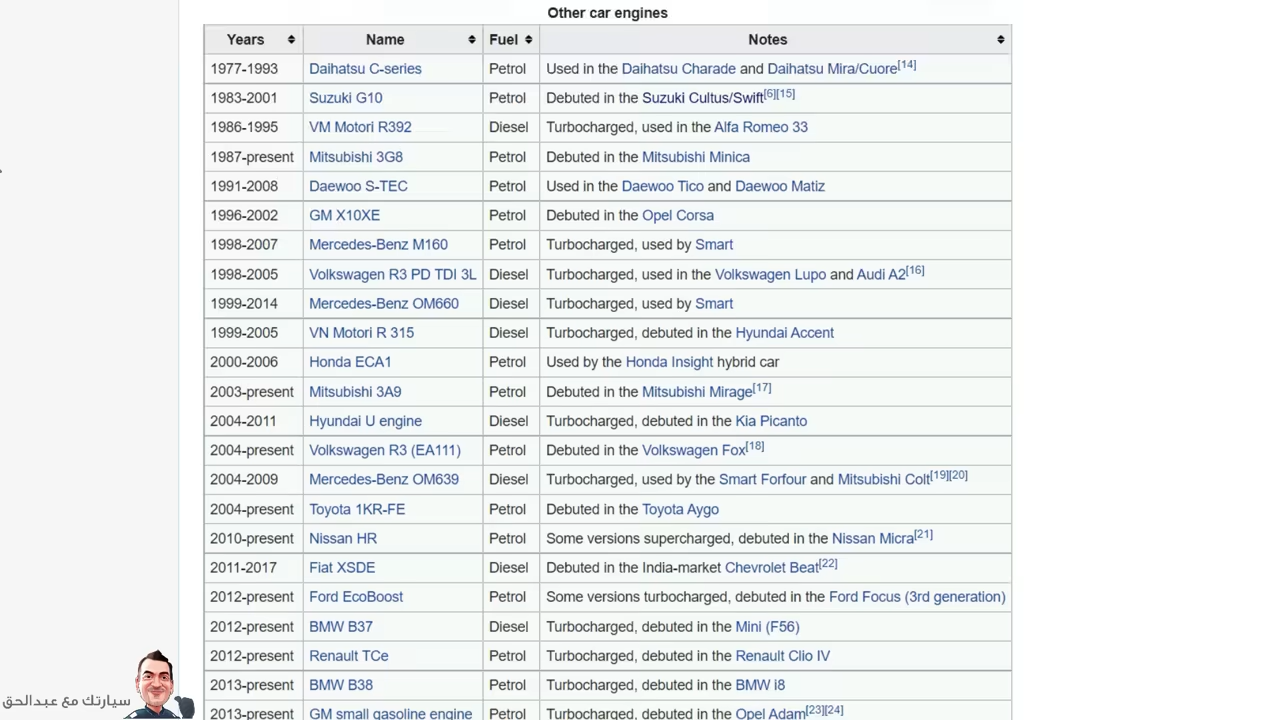 Other car engines
Years Name Fuel Notes
1977-1993 Daihatsu C-series Petrol Used in the Daihatsu Charade and Daihatsu Mira/Cuore[14]
1983-2001 Suzuki G10 Petrol Debuted in the Suzuki Cultus/Swift[6][15]
1986-1995 VM Motori R392 Diesel Turbocharged, used in the Alfa Romeo 33
1987-present Mitsubishi 3G8 Petrol Debuted in the Mitsubishi Minica
1991-2008 Daewoo S-TEC Petrol Used in the Daewoo Tico and Daewoo Matiz
1996-2002 GM X10XE Petrol Debuted in the Opel Corsa
1998-2007 Mercedes-Benz M160 Petrol Turbocharged, used by Smart
1998-2005 Volkswagen R3 PD TDI 3L Diesel Turbocharged, used in the Volkswagen Lupo and Audi A2[16]
1999-2014 Mercedes-Benz OM660 Diesel Turbocharged, used by Smart
1999-2005 VN Motori R 315 Diesel Turbocharged, debuted in the Hyundai Accent
2000-2006 Honda ECA1 Petrol Used by the Honda Insight hybrid car
2003-present Mitsubishi 3A9 Petrol Debuted in the Mitsubishi Mirage[17]
2004-2011 Hyundai U engine Diesel Turbocharged, debuted in the Kia Picanto
2004-present Volkswagen R3 (EA111) Petrol Debuted in the Volkswagen Fox[18]
2004-2009 Mercedes-Benz OM639 Diesel Turbocharged, used by the Smart Forfour and Mitsubishi Colt[19][20]
2004-present Toyota 1KR-FE Petrol Debuted in the Toyota Aygo
2010-present Nissan HR Petrol Some versions supercharged, debuted in the Nissan Micra[21]
2011-2017 Fiat XSDE Diesel Debuted in the India-market Chevrolet Beat[22]
2012-present Ford EcoBoost Petrol Some versions turbocharged, debuted in the Ford Focus (3rd generation)
2012-present BMW B37 Diesel Turbocharged, debuted in the Mini (F56)
2012-present Renault TCe Petrol Turbocharged, debuted in the Renault Clio IV
2013-present BMW B38 Petrol Turbocharged, debuted in the BMW i8
2013-present GM small gasoline engine Petrol Turbocharged, debuted in the Opel Adam[23][24]
سيارتك مع عبدالحق